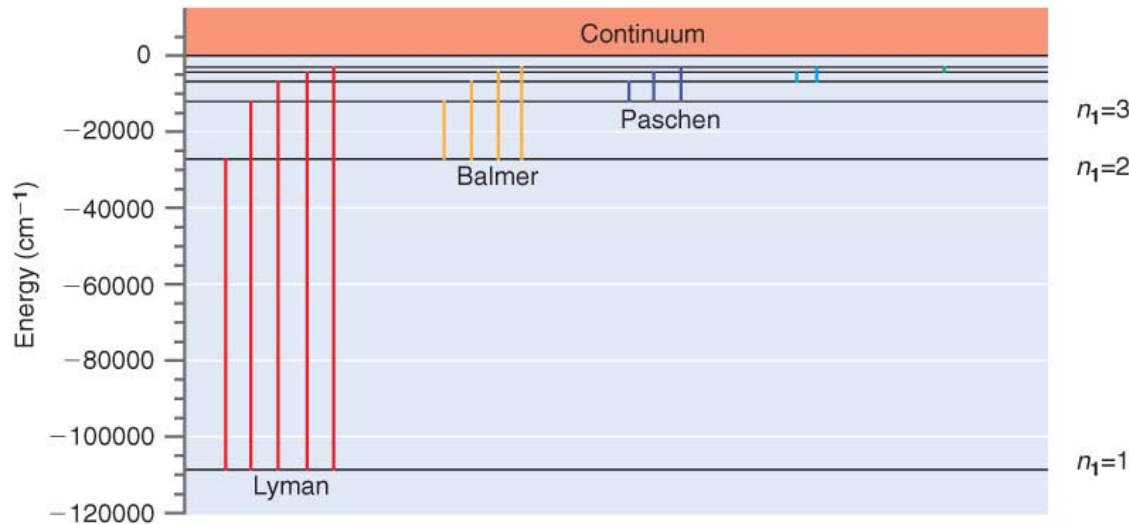 Continuum
0
−20000
−40000
−60000
−80000
−100000
−120000
Energy (cm−1)
Paschen
Balmer
Lyman
n1=3
n1=2
n1=1